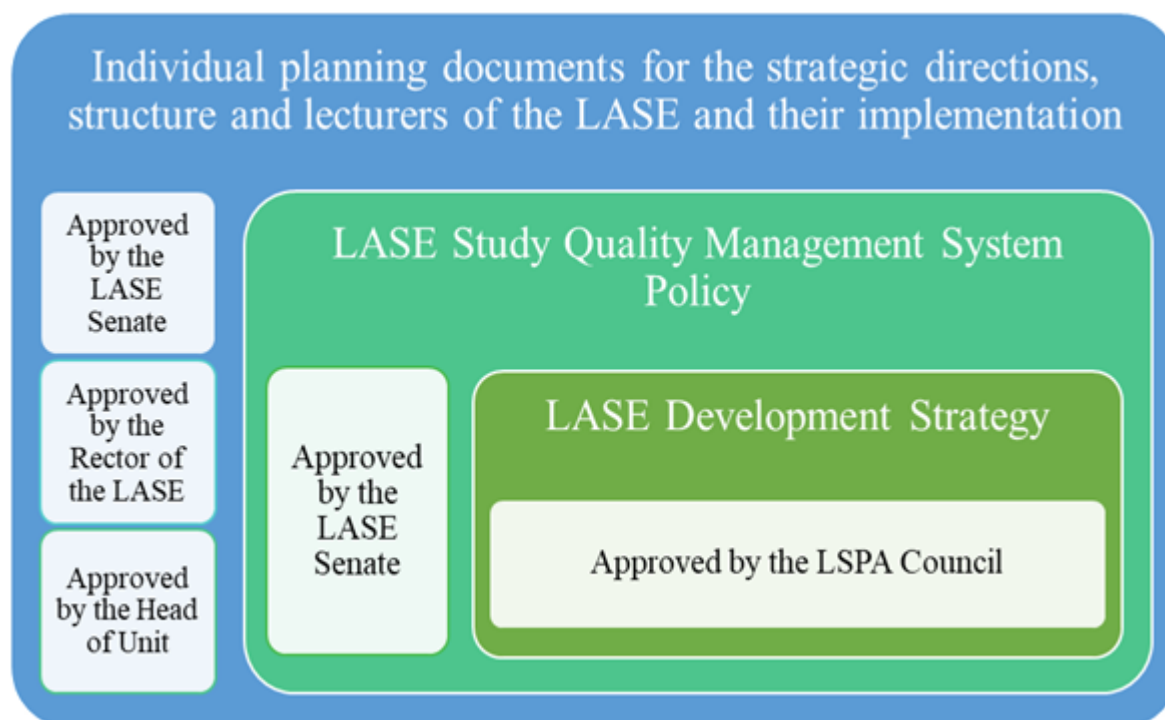 Individual planning documents for the strategic directions,
structure and lecturers of the LASE and their implementation
Approved
by the
LASE
Senate
Approved
by the
Rector of
the LASE
Approved
by the Head
of Unit
LASE Study Quality Management System
Policy
Approved
by the
LASE
Senate
LASE Development Strategy
Approved by the LSPA Council